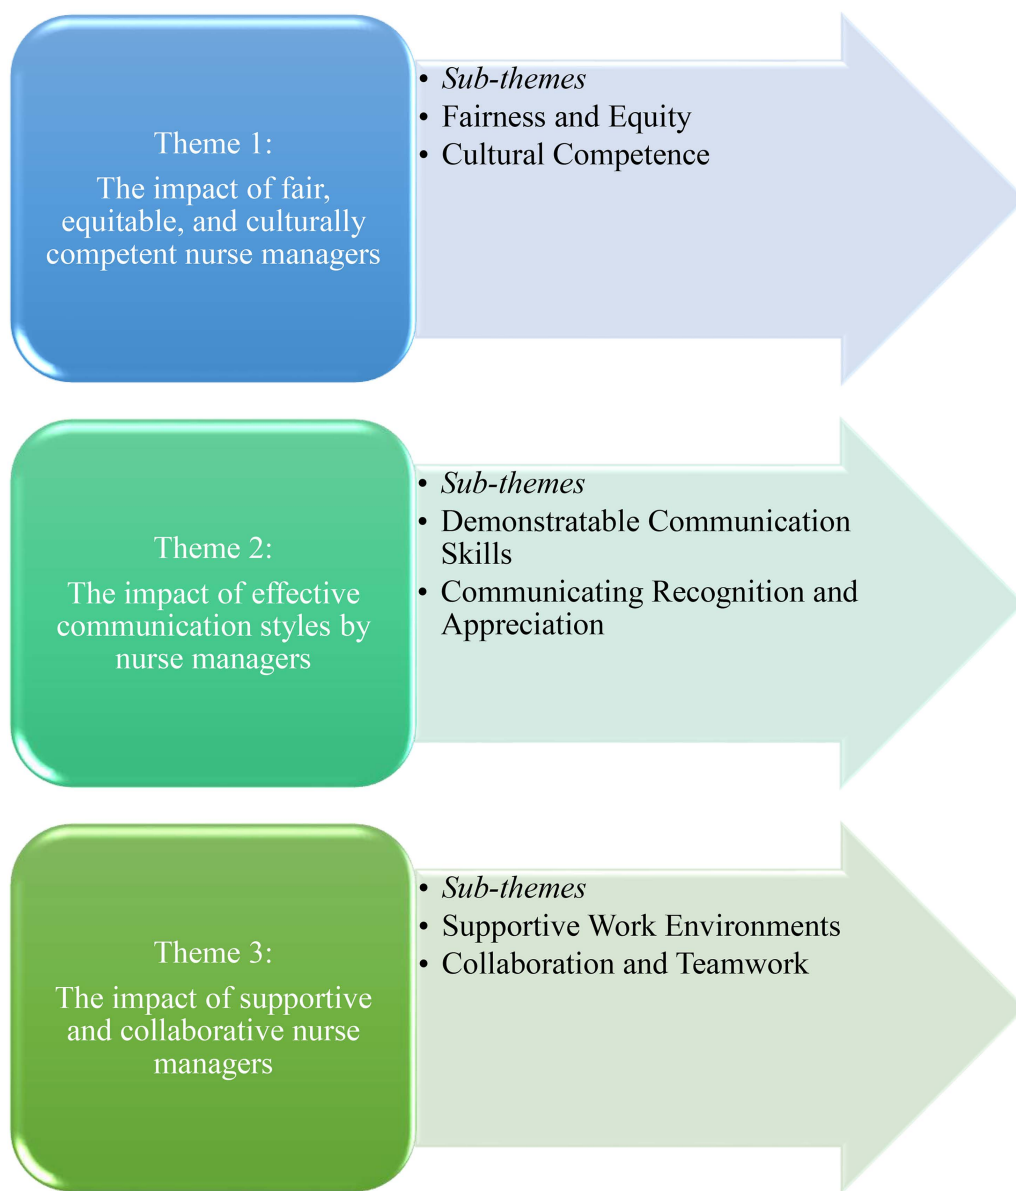 Theme 1:
The impact of fair,
equitable, and culturally
competent nurse managers
• Sub-themes
• Fairness and Equity
• Cultural Competence
Theme 2:
The impact of effective
communication styles by
nurse managers
• Sub-themes
• Demonstratable Communication
Skills
• Communicating Recognition and
Appreciation
Theme 3:
The impact of supportive
and collaborative nurse
managers
• Sub-themes
• Supportive Work Environments
• Collaboration and Teamwork